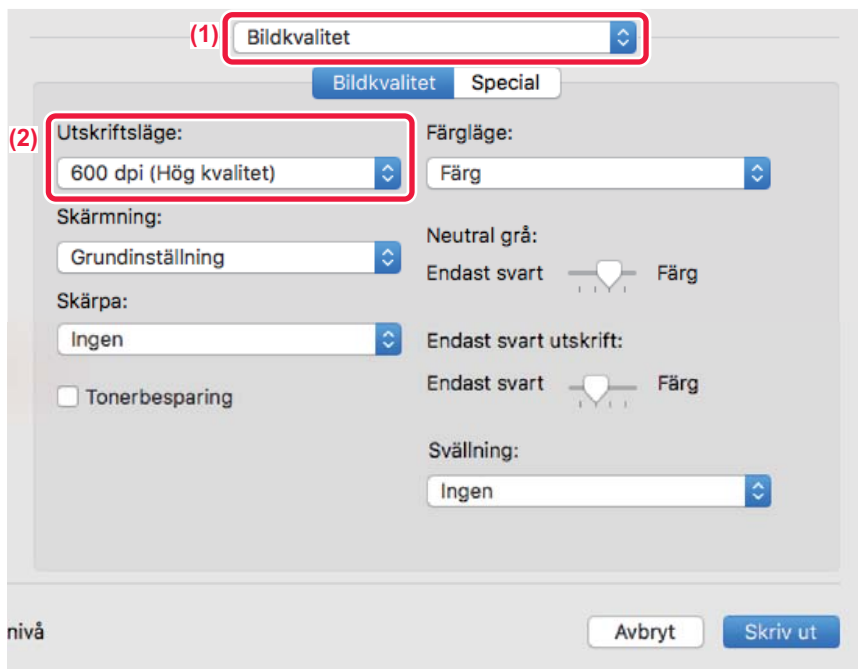 (1) Bildkvalitet
Bildkvalitet Special
(2) Utskriftsläge:
600 dpi (Hög kvalitet)
Skärmning:
Grundinställning
Skärpa:
Ingen
Tonerbesparing
Färgläge:
Färg
Neutral grå:
Endast svart Färg
Endast svart utskrift:
Endast svart Färg
Svällning:
Ingen
nivå
Avbryt Skriv ut